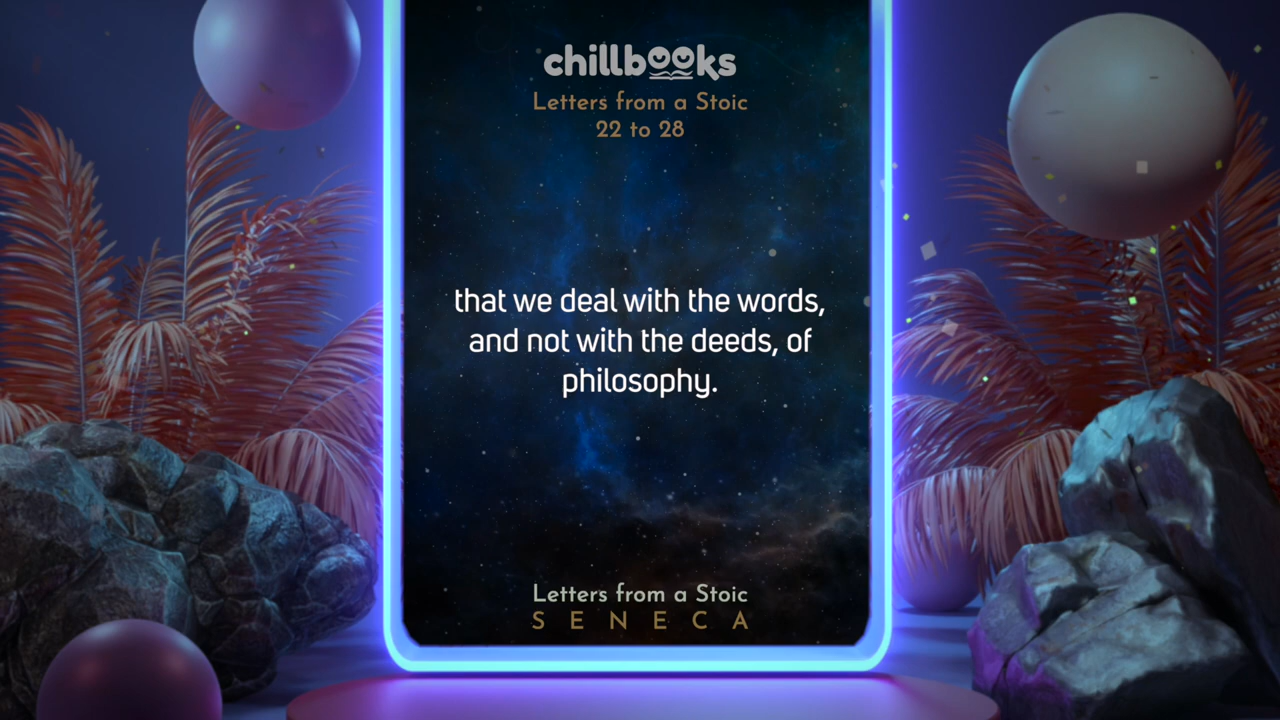 chillbooks
Letters from a Stoic
22 to 28
that we deal with the words,
and not with the deeds, of
philosophy.
Letters from a Stoic
SENECA